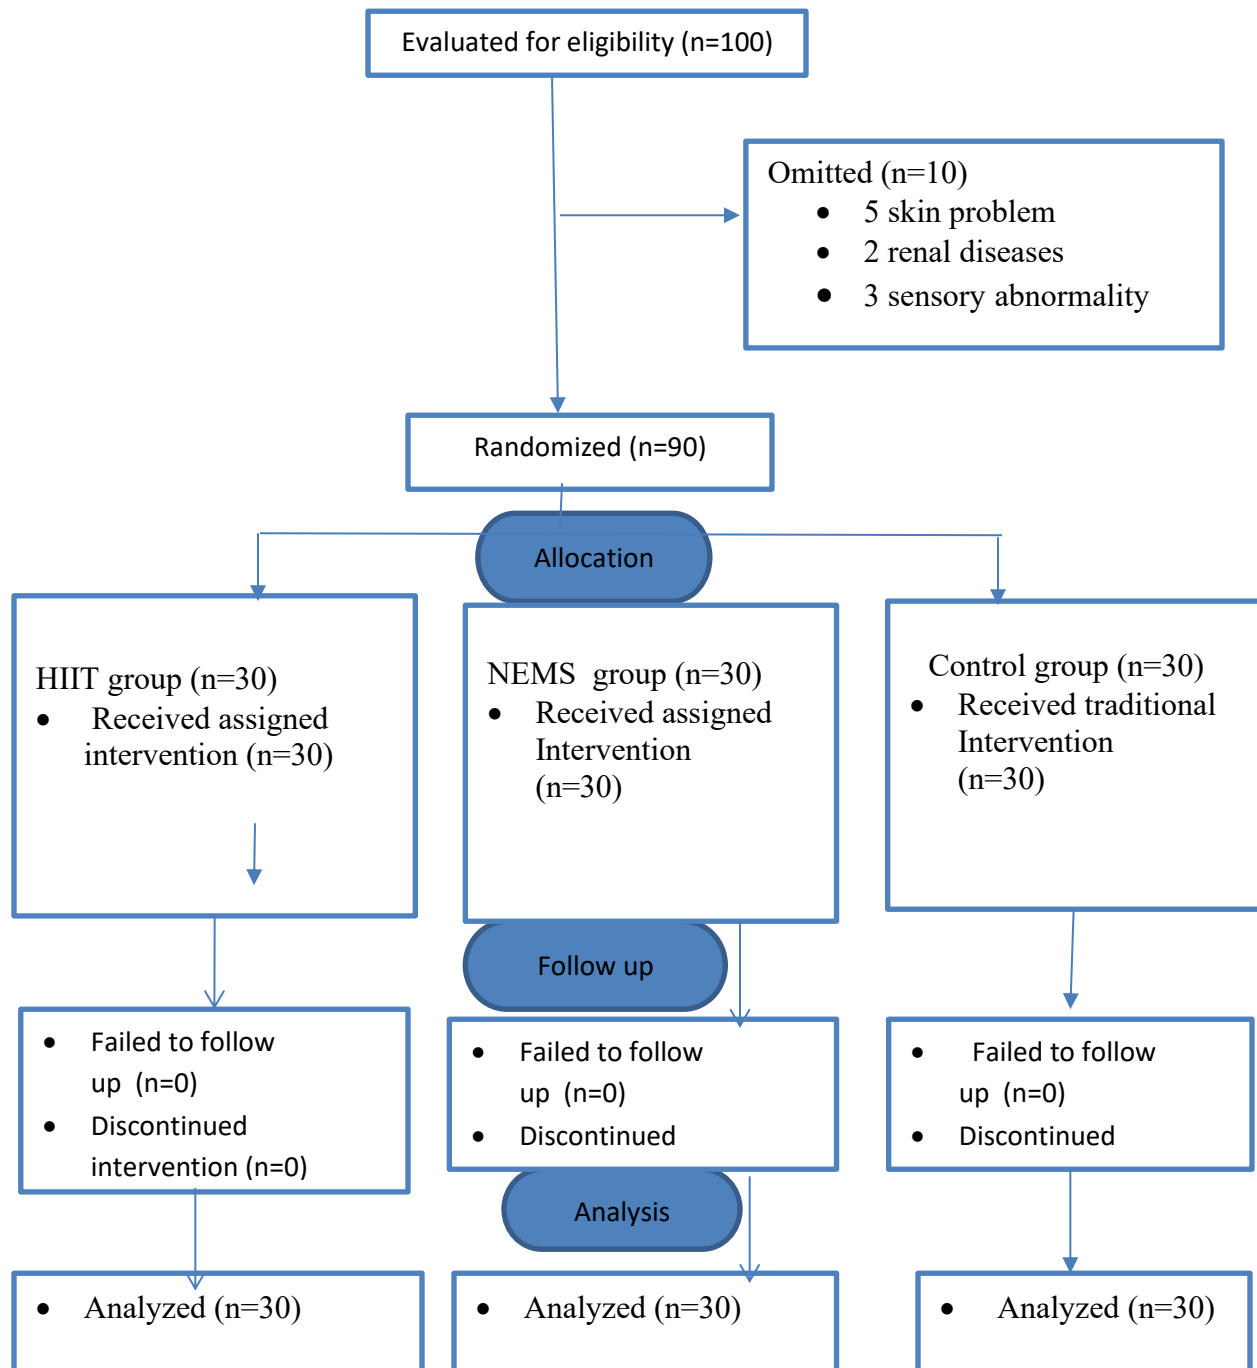 Evaluated for eligibility (n=100)
Omitted (n=10)
• 5 skin problem
• 2 renal diseases
• 3 sensory abnormality
Randomized (n=90)
Allocation
HIIT group (n=30)
• Received assigned
intervention (n=30)
NEMS group (n=30)
• Received assigned
Intervention
(n=30)
Control group (n=30)
• Received traditional
Intervention
(n=30)
Follow up
• Failed to follow
up (n=0)
• Discontinued
intervention (n=0)
• Failed to follow
up (n=0)
• Discontinued
• Failed to follow
up (n=0)
• Discontinued
Analysis
• Analyzed (n=30)
• Analyzed (n=30)
• Analyzed (n=30)